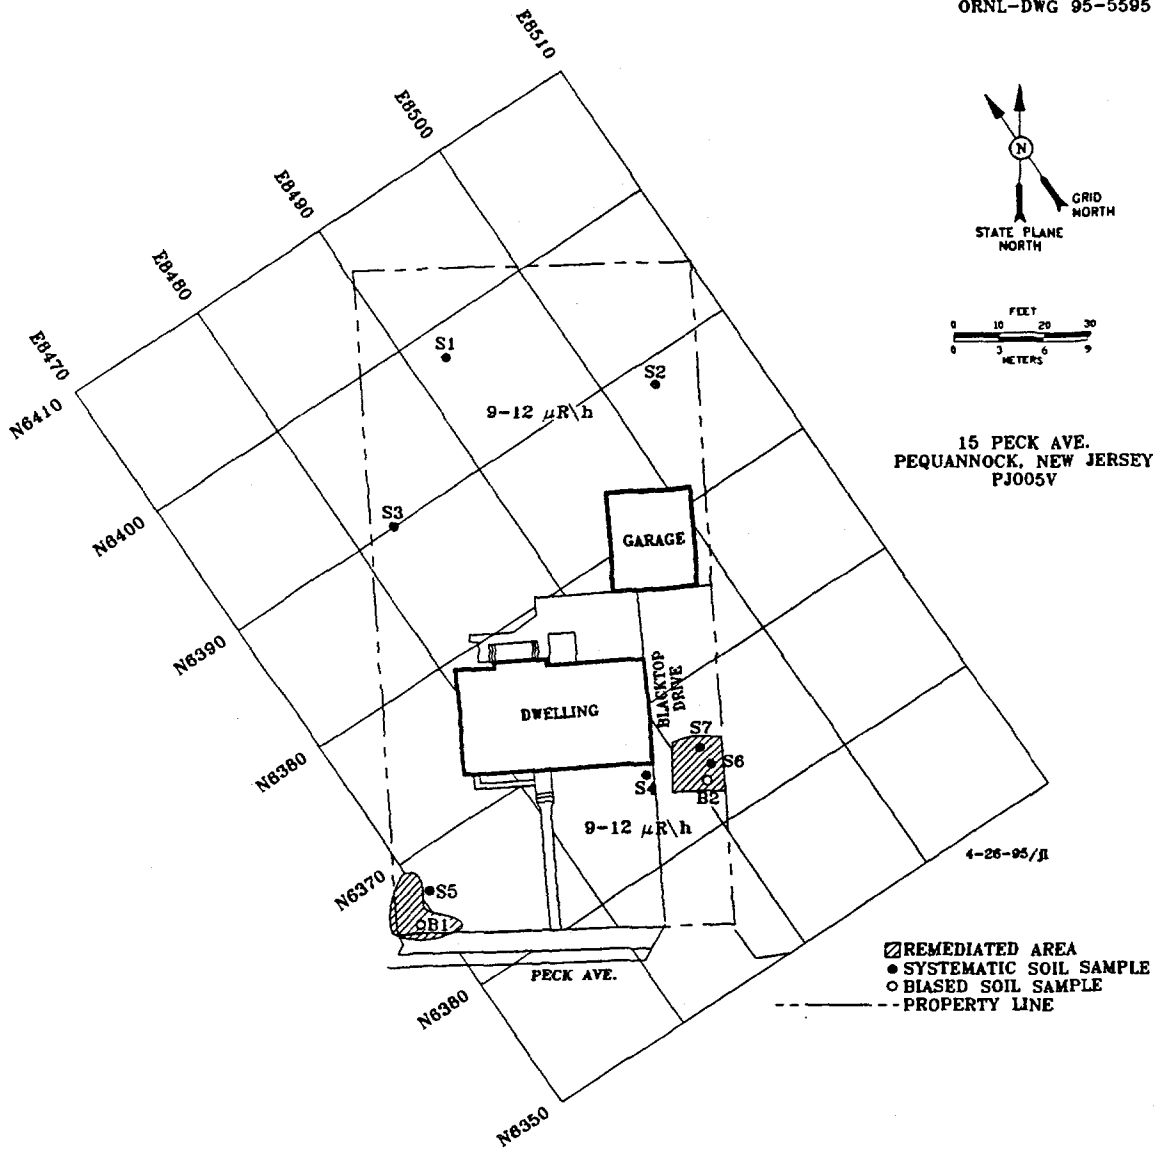 ORNL-DWG 95-5595
E8510
E8500
E8490
E8480
E8470
GRID
NORTH
N
STATE PLANE
NORTH
FEET
0 10 20 30
0 3 6 9
METERS
15 PECK AVE.
PEQUANNOCK, NEW JERSEY
PJ005V
S1
S2
9-12 μR\h
S3
N6410
N6400
N6390
N6380
N6370
N6380
N6350
GARAGE
DWELLING
BLACKTOP
DRIVE
S7
S6
S4
B2
9-12 μR\h
S5
B1
PECK AVE.
4-26-95/jl
REMEDIATED AREA
SYSTEMATIC SOIL SAMPLE
BIASED SOIL SAMPLE
PROPERTY LINE